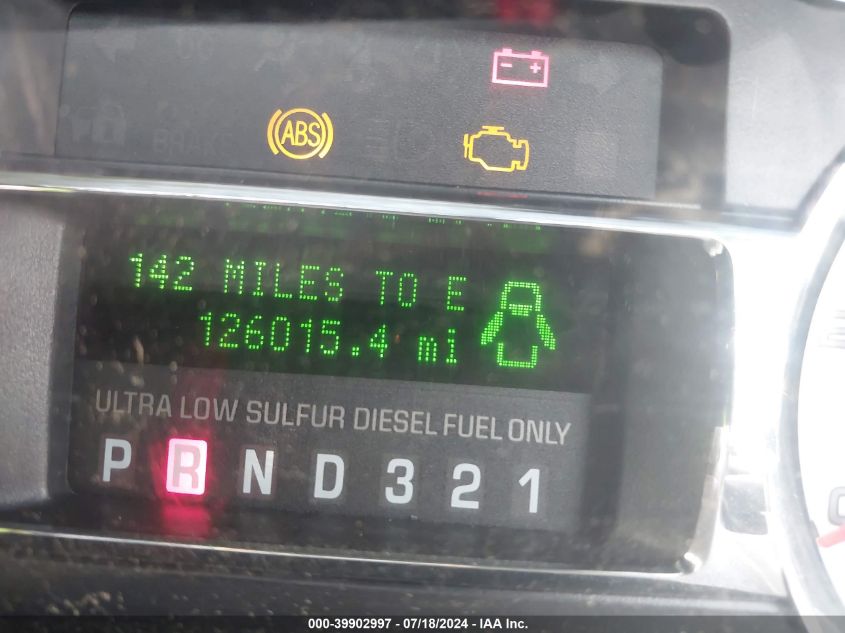 ABS
142 MILES TO E
126015.4 mi
ULTRA LOW SULFUR DIESEL FUEL ONLY
P R N D 3 2 1
000-39902997 - 07/18/2024 - IAA Inc.